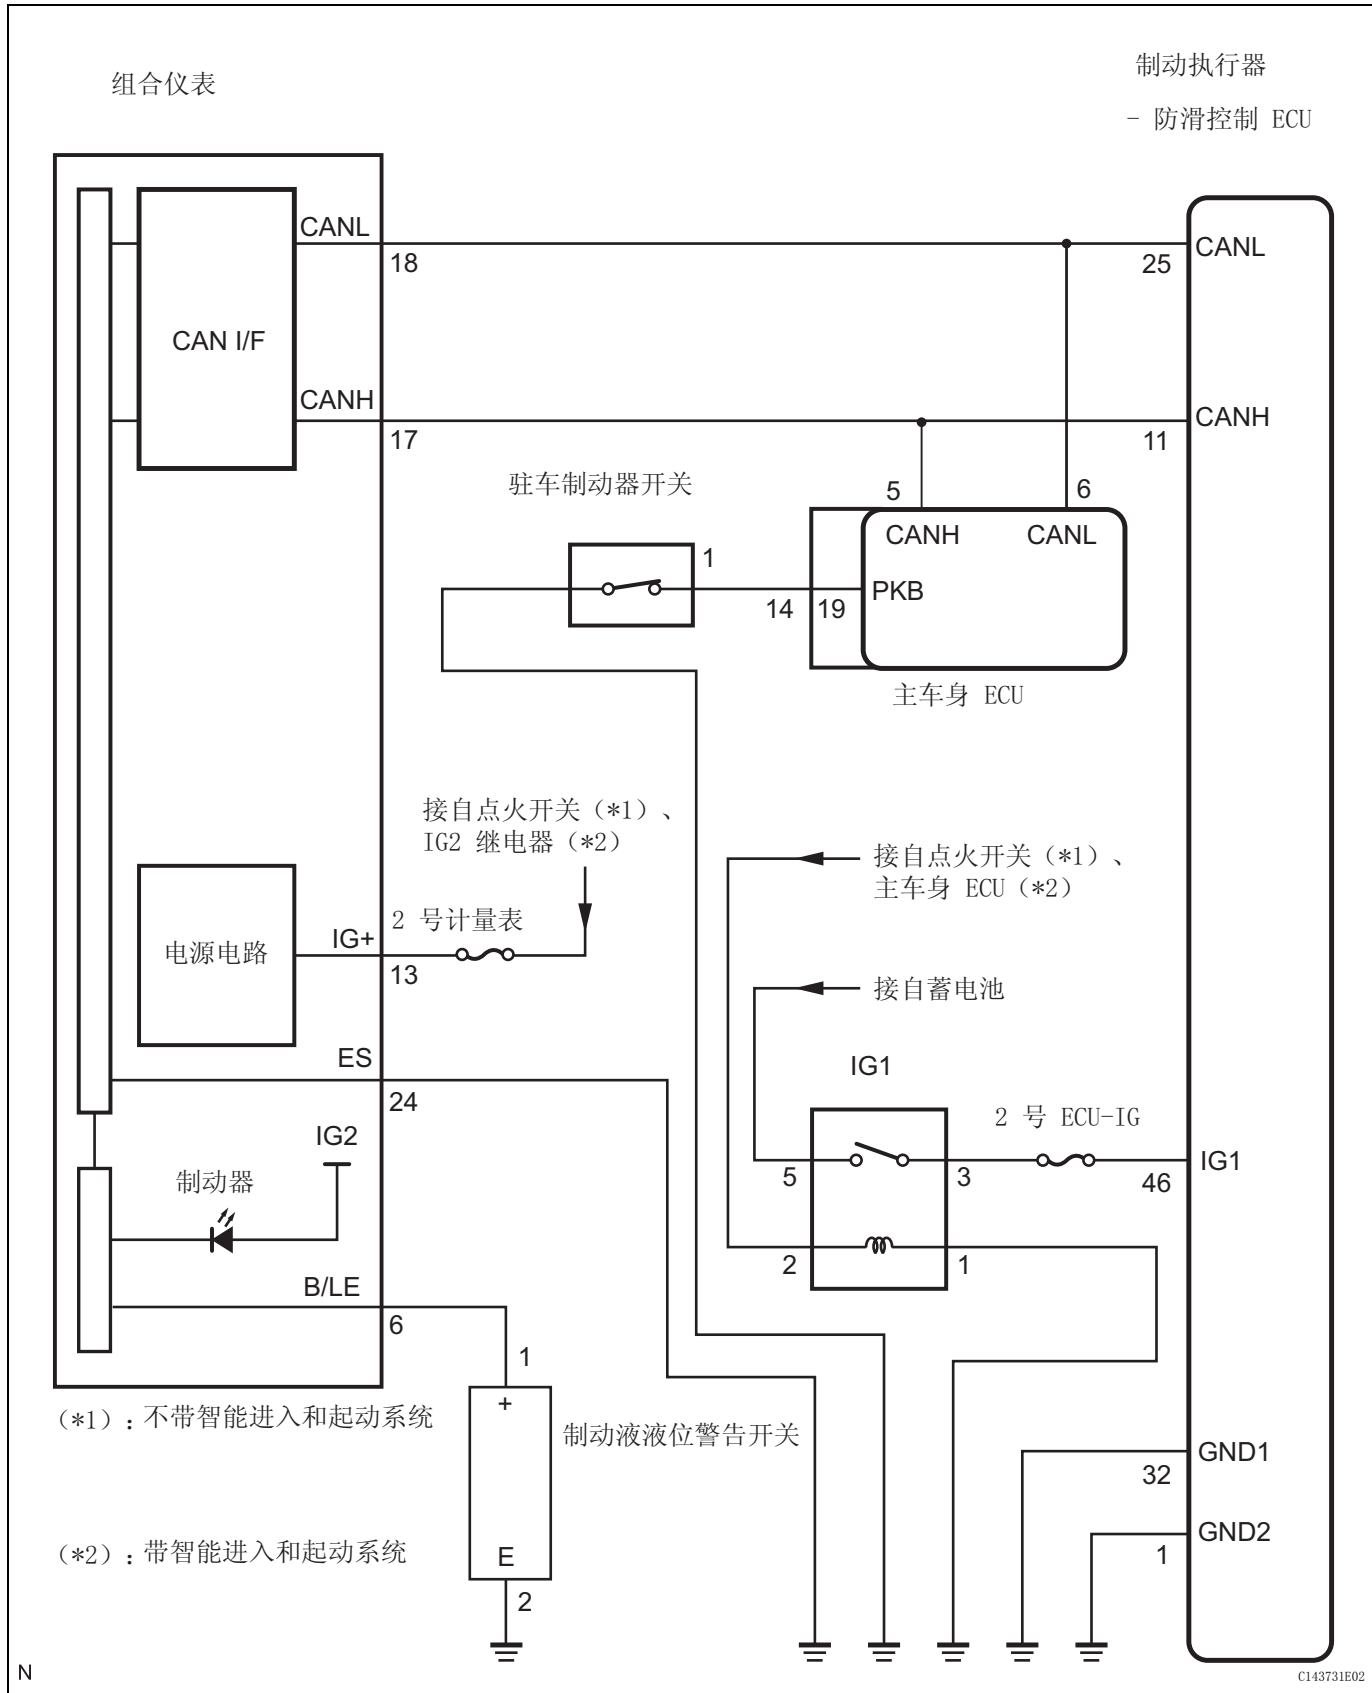 组合仪表
制动执行器
- 防滑控制 ECU
CANL
18
25
CANL
CAN I/F
CANH
17
11
CANH
驻车制动器开关
5
6
CANH
CANL
1
14
19
PKB
主车身 ECU
接自点火开关（*1）、
IG2 继电器（*2）
接自点火开关（*1）、
主车身 ECU（*2）
2 号计量表
电源电路
IG+
13
接自蓄电池
ES
24
IG1
2 号 ECU-IG
IG2
制动器
5
3
46
IG1
2
1
B/LE
6
1
+
制动液液位警告开关
（*1）：不带智能进入和起动系统
GND1
32
GND2
1
（*2）：带智能进入和起动系统
E
2
N
C143731E02